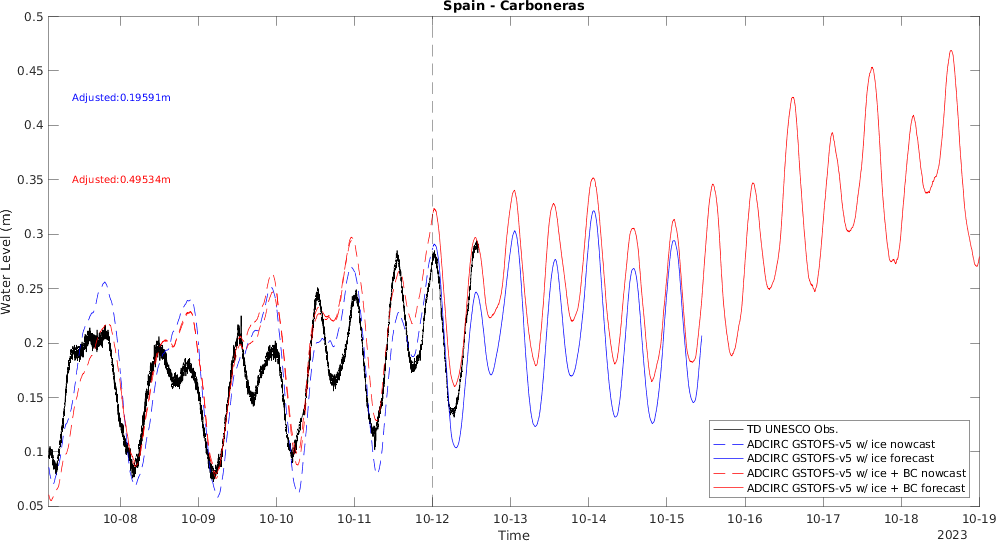 Spain - Carboneras
0.5
0.45
0.4
0.35
0.3
0.25
0.2
0.15
0.1
0.05
Water Level (m)
Adjusted:0.19591m
Adjusted:0.49534m
TD UNESCO Obs.
ADCIRC GSTOFS-v5 w/ ice nowcast
ADCIRC GSTOFS-v5 w/ ice forecast
ADCIRC GSTOFS-v5 w/ ice + BC nowcast
ADCIRC GSTOFS-v5 w/ ice + BC forecast
10-08 10-09 10-10 10-11 10-12 10-13 10-14 10-15 10-16 10-17 10-18 10-19
Time
2023